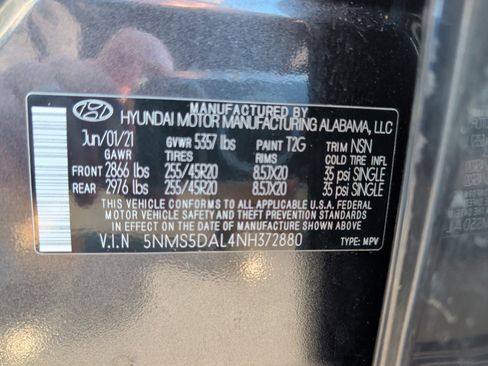 MANUFACTURED BY
HYUNDAI MOTOR MANUFACTURING ALABAMA, LLC
Jun/01/21 GVWR 5357 lbs PAINT T2G TRIM NSN
GAWR TIRES RIMS COLD TIRE INFL
FRONT 2866 lbs 255/45R20 8.5JX20 35 psi SINGLE
REAR 2976 lbs 255/45R20 8.5JX20 35 psi SINGLE
THIS VEHICLE CONFORMS TO ALL APPLICABLE U.S.A. FEDERAL
MOTOR VEHICLE SAFETY AND THEFT PREVENTION STANDARDS
IN EFFECT ON THE DATE OF MANUFACTURE SHOWN ABOVE.
V.I.N 5NMS5DAL4NH372880 TYPE: MPV